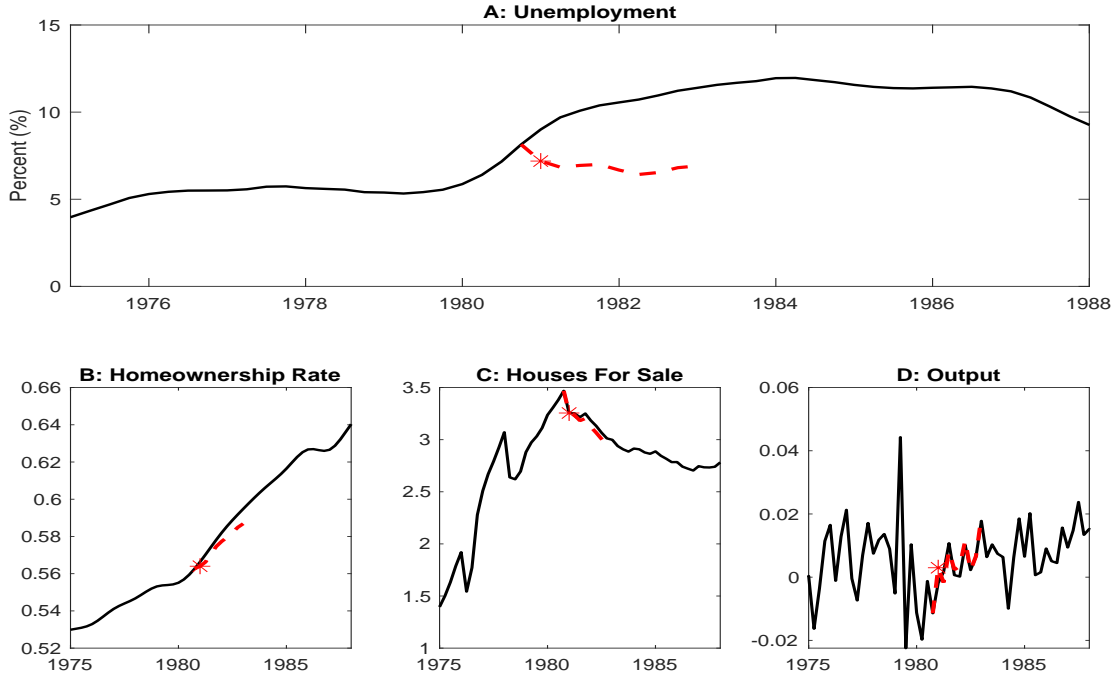 A: Unemployment
15
10
5
0
Percent (%)
1976 1978 1980 1982 1984 1986 1988
B: Homeownership Rate
0.66
0.64
0.62
0.6
0.58
0.56
0.54
0.52
1975 1980 1985
C: Houses For Sale
3.5
3
2.5
2
1.5
1
1975 1980 1985
D: Output
0.06
0.04
0.02
0
-0.02
1975 1980 1985